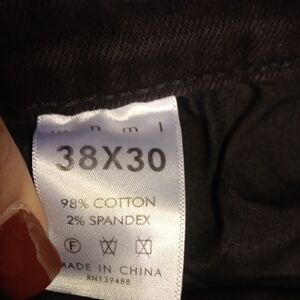 m n m l
38X30
98% COTTON
2% SPANDEX
F
MADE IN CHINA
RN139488